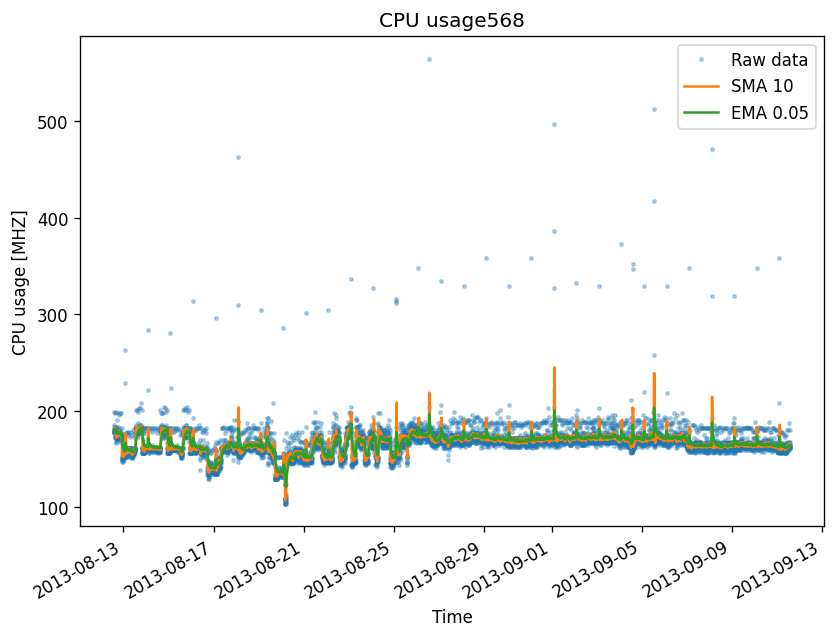 CPU usage568
Raw data
SMA 10
EMA 0.05
CPU usage [MHZ]
500
400
300
200
100
2013-08-13
2013-08-17
2013-08-21
2013-08-25
2013-08-29
2013-09-01
2013-09-05
2013-09-09
2013-09-13
Time